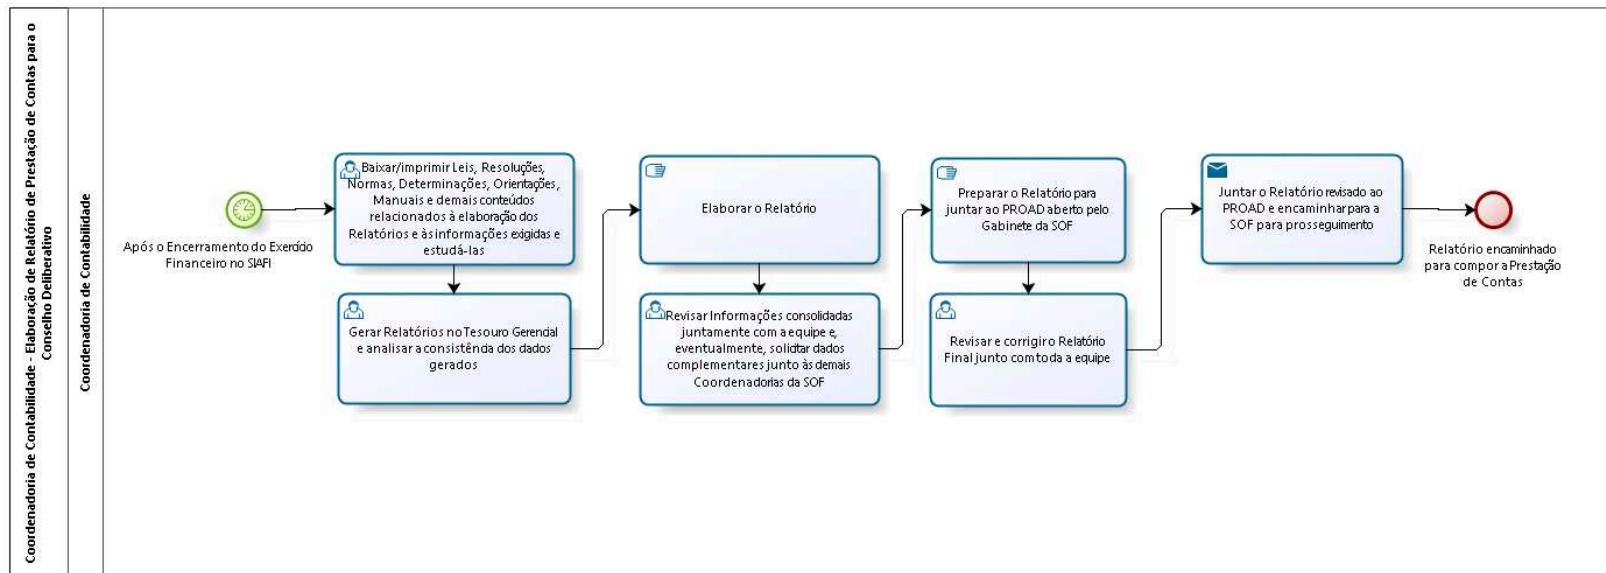 Coordenadoria de Contabilidade - Elaboração de Relatório de Prestação de Contas para o
Conselho Deliberativo
Coordenadoria de Contabilidade
Após o Encerramento do Exercício
Financeiro no SIAFI
Baixar/imprimir Leis, Resoluções,
Normas, Determinações, Orientações,
Manuais e demais conteúdos
relacionados à elaboração dos
Relatórios e às informações exigidas e
estudá-las
Gerar Relatórios no Tesouro Gerencial
e analisar a consistência dos dados
gerados
Elaborar o Relatório
Revisar Informações consolidadas
juntamente com a equipe e,
eventualmente, solicitar dados
complementares junto às demais
Coordenadorias da SOF
Preparar o Relatório para
juntar ao PROAD aberto pelo
Gabinete da SOF
Revisar e corrigir o Relatório
Final junto com toda a equipe
Juntar o Relatório revisado ao
PROAD e encaminhar para a
SOF para prosseguimento
Relatório encaminhado
para compor a Prestação
de Contas